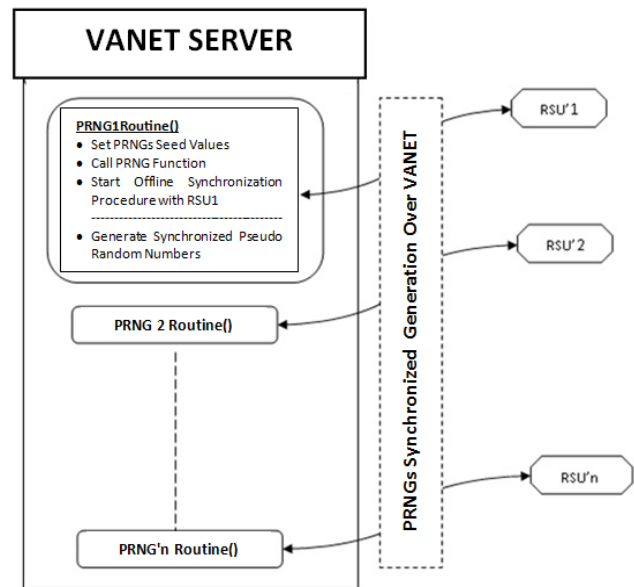 VANET SERVER
PRNG1Routine()
• Set PRNGs Seed Values
• Call PRNG Function
• Start Offline Synchronization
Procedure with RSU1
------------------------------------------
• Generate Synchronized Pseudo
Random Numbers
PRNG 2 Routine()
PRNG'n Routine()
PRNGs Synchronized Generation Over VANET
RSU'1
RSU'2
RSU'n